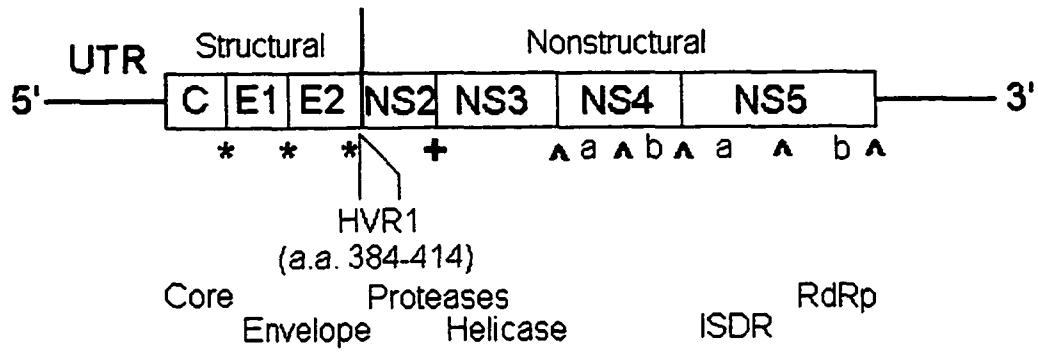 Structural Nonstructural
UTR
5' C E1 E2 NS2 NS3 NS4 NS5 3'
* * * + ^ a ^ b ^ a ^ b ^
HVR1
(a.a. 384-414)
Core Proteases RdRp
Envelope Helicase ISDR